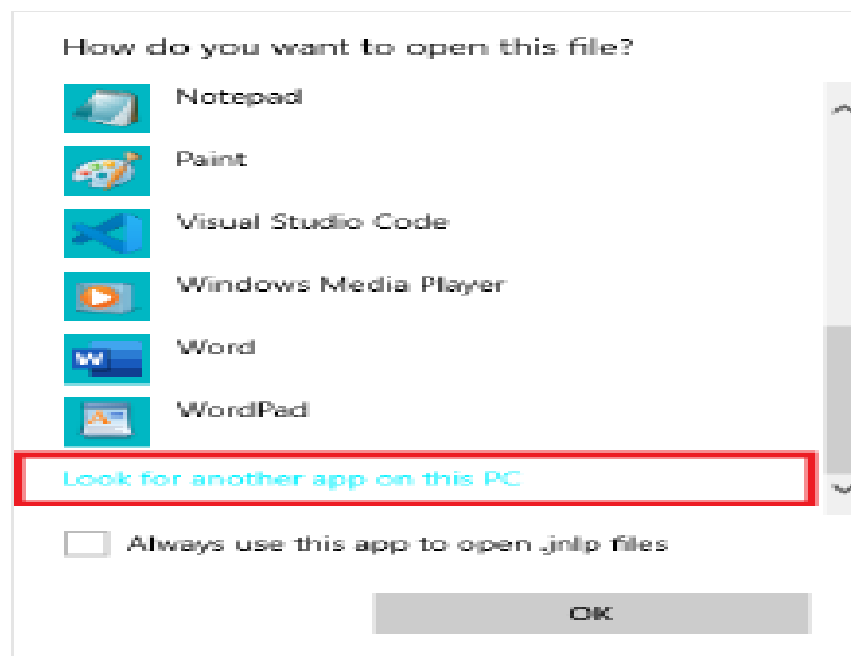 How do you want to open this file?
Notepad
Paint
Visual Studio Code
Windows Media Player
Word
WordPad
Look for another app on this PC
Always use this app to open .jnlp files
OK